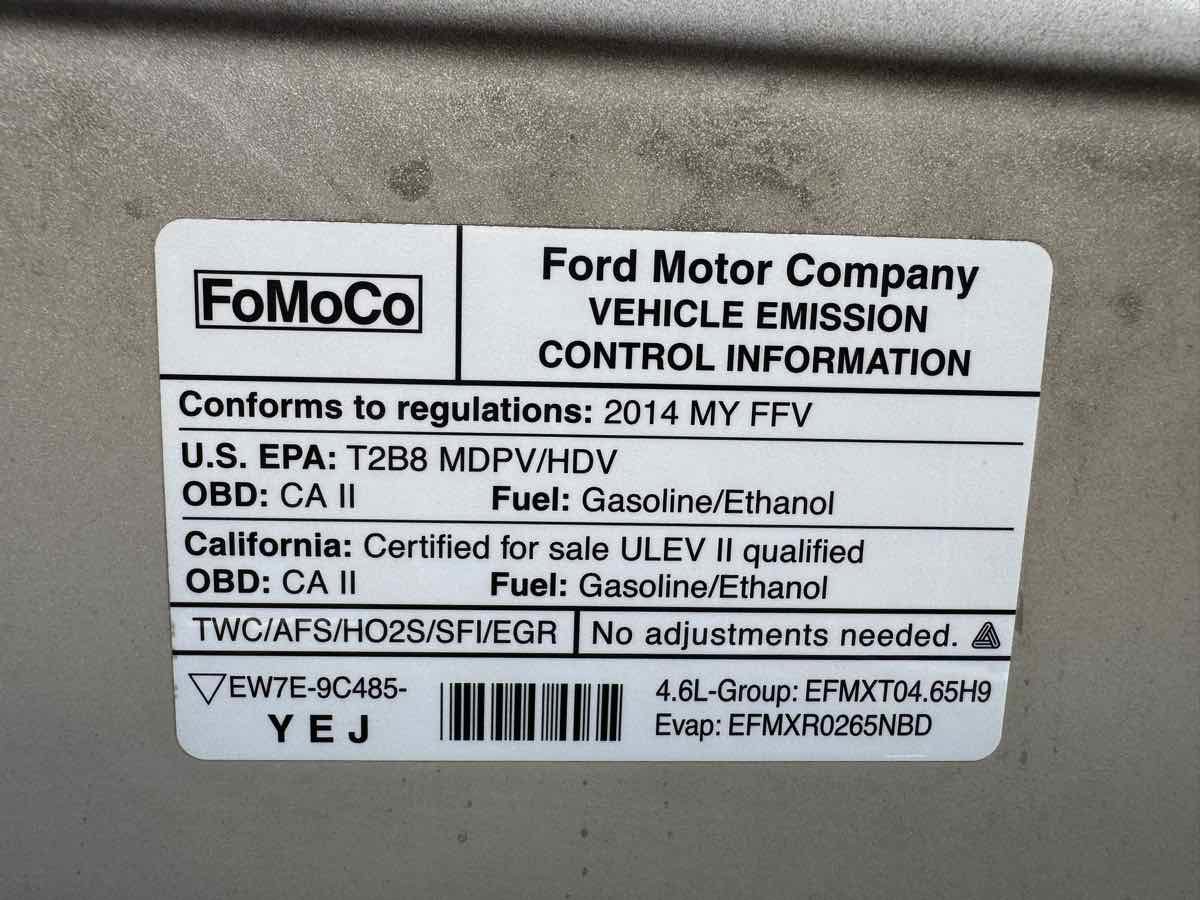 FoMoCo
Ford Motor Company
VEHICLE EMISSION
CONTROL INFORMATION
Conforms to regulations: 2014 MY FFV
U.S. EPA: T2B8 MDPV/HDV
OBD: CA II Fuel: Gasoline/Ethanol
California: Certified for sale ULEV II qualified
OBD: CA II Fuel: Gasoline/Ethanol
TWC/AFS/HO2S/SFI/EGR No adjustments needed.
EW7E-9C485-
YEJ
4.6L-Group: EFMXT04.65H9
Evap: EFMXR0265NBD